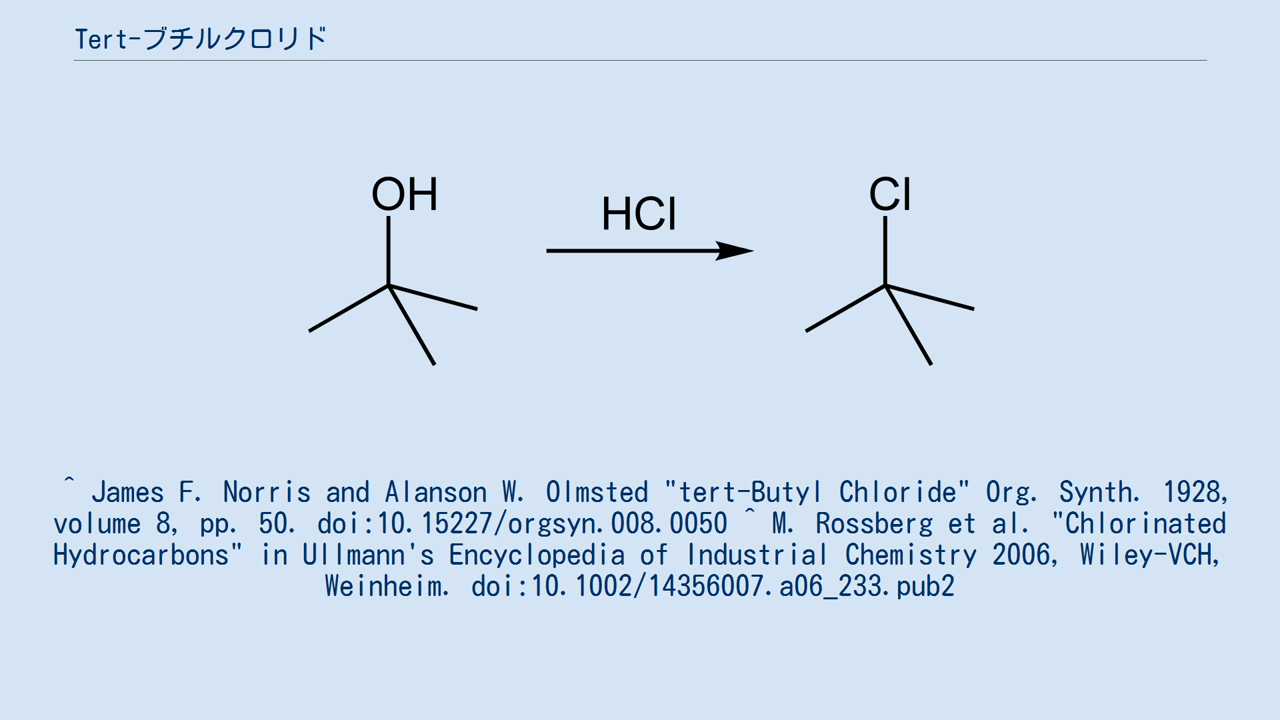 Tert-ブチルクロリド
OH
HCl
Cl
^ James F. Norris and Alanson W. Olmsted "tert-Butyl Chloride" Org. Synth. 1928,
volume 8, pp. 50. doi:10.15227/orgsyn.008.0050 ^ M. Rossberg et al. "Chlorinated
Hydrocarbons" in Ullmann's Encyclopedia of Industrial Chemistry 2006, Wiley-VCH,
Weinheim. doi:10.1002/14356007.a06_233.pub2